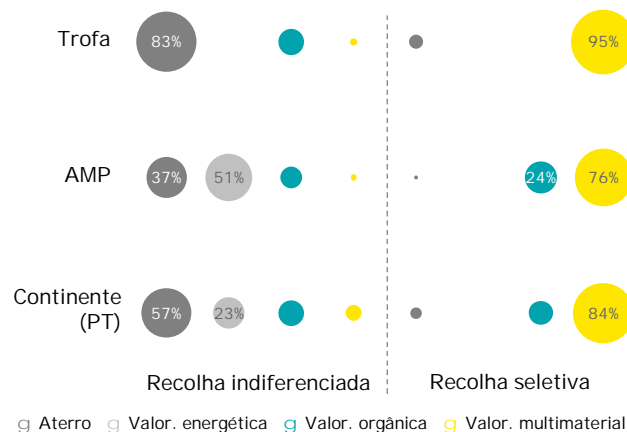 Trofa 83% 95%
AMP 37% 51% 24% 76%
Continente
(PT) 57% 23% 84%
Recolha indiferenciada Recolha seletiva
g Aterro g Valor. energética g Valor. orgânica g Valor. multimaterial